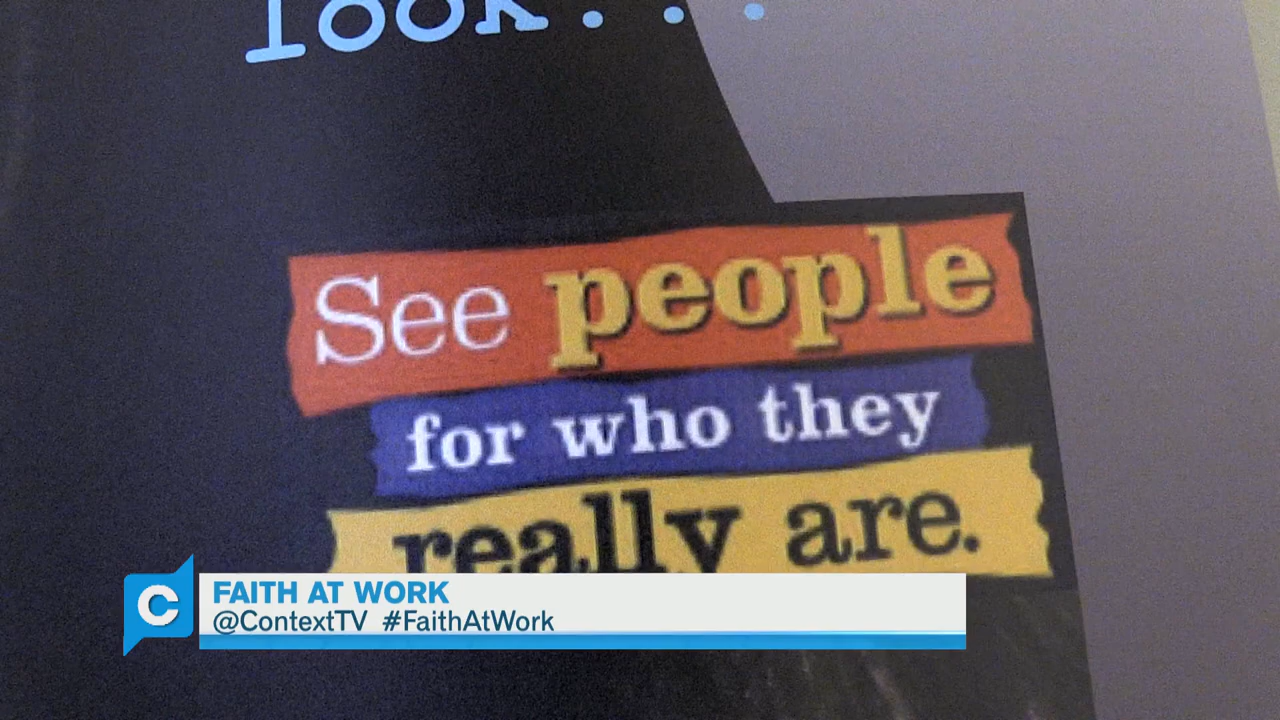 look...
See people
for who they
really are.
C
FAITH AT WORK
@ContextTV #FaithAtWork